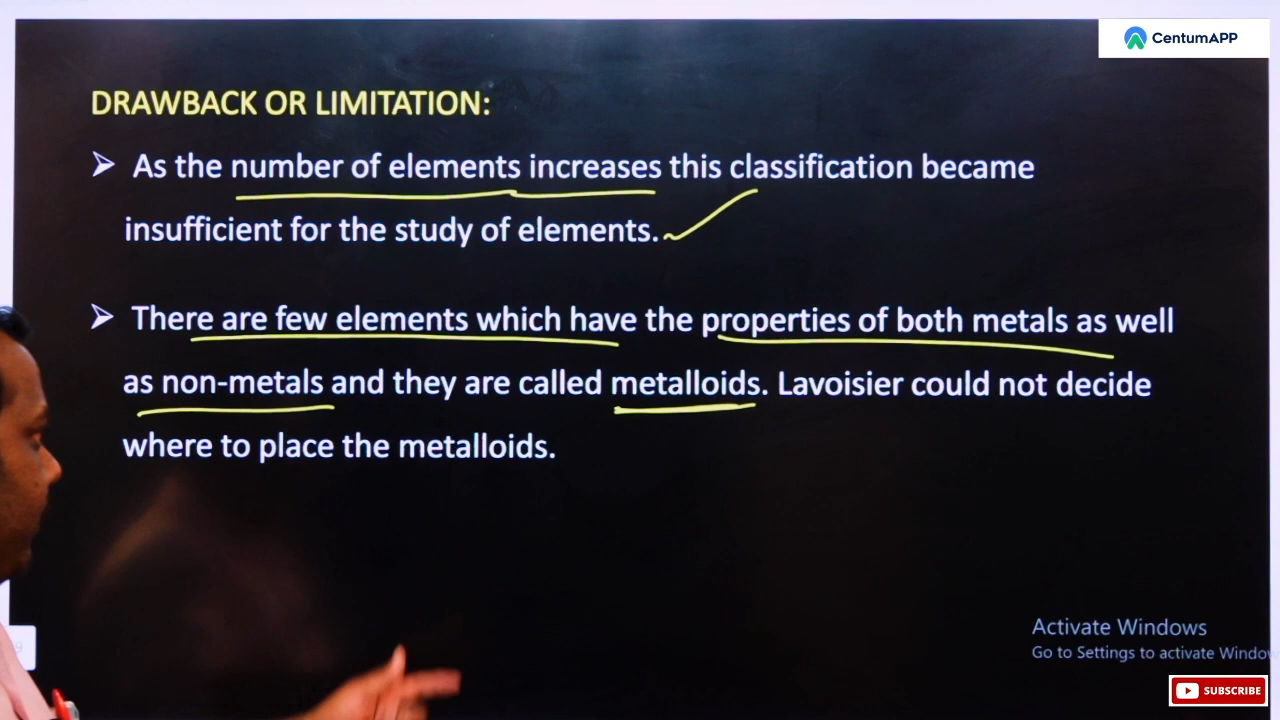 CentumAPP
DRAWBACK OR LIMITATION:
➢ As the number of elements increases this classification became
insufficient for the study of elements.
➢ There are few elements which have the properties of both metals as well
as non-metals and they are called metalloids. Lavoisier could not decide
where to place the metalloids.
9
Activate Windows
Go to Settings to activate Window
SUBSCRIBE